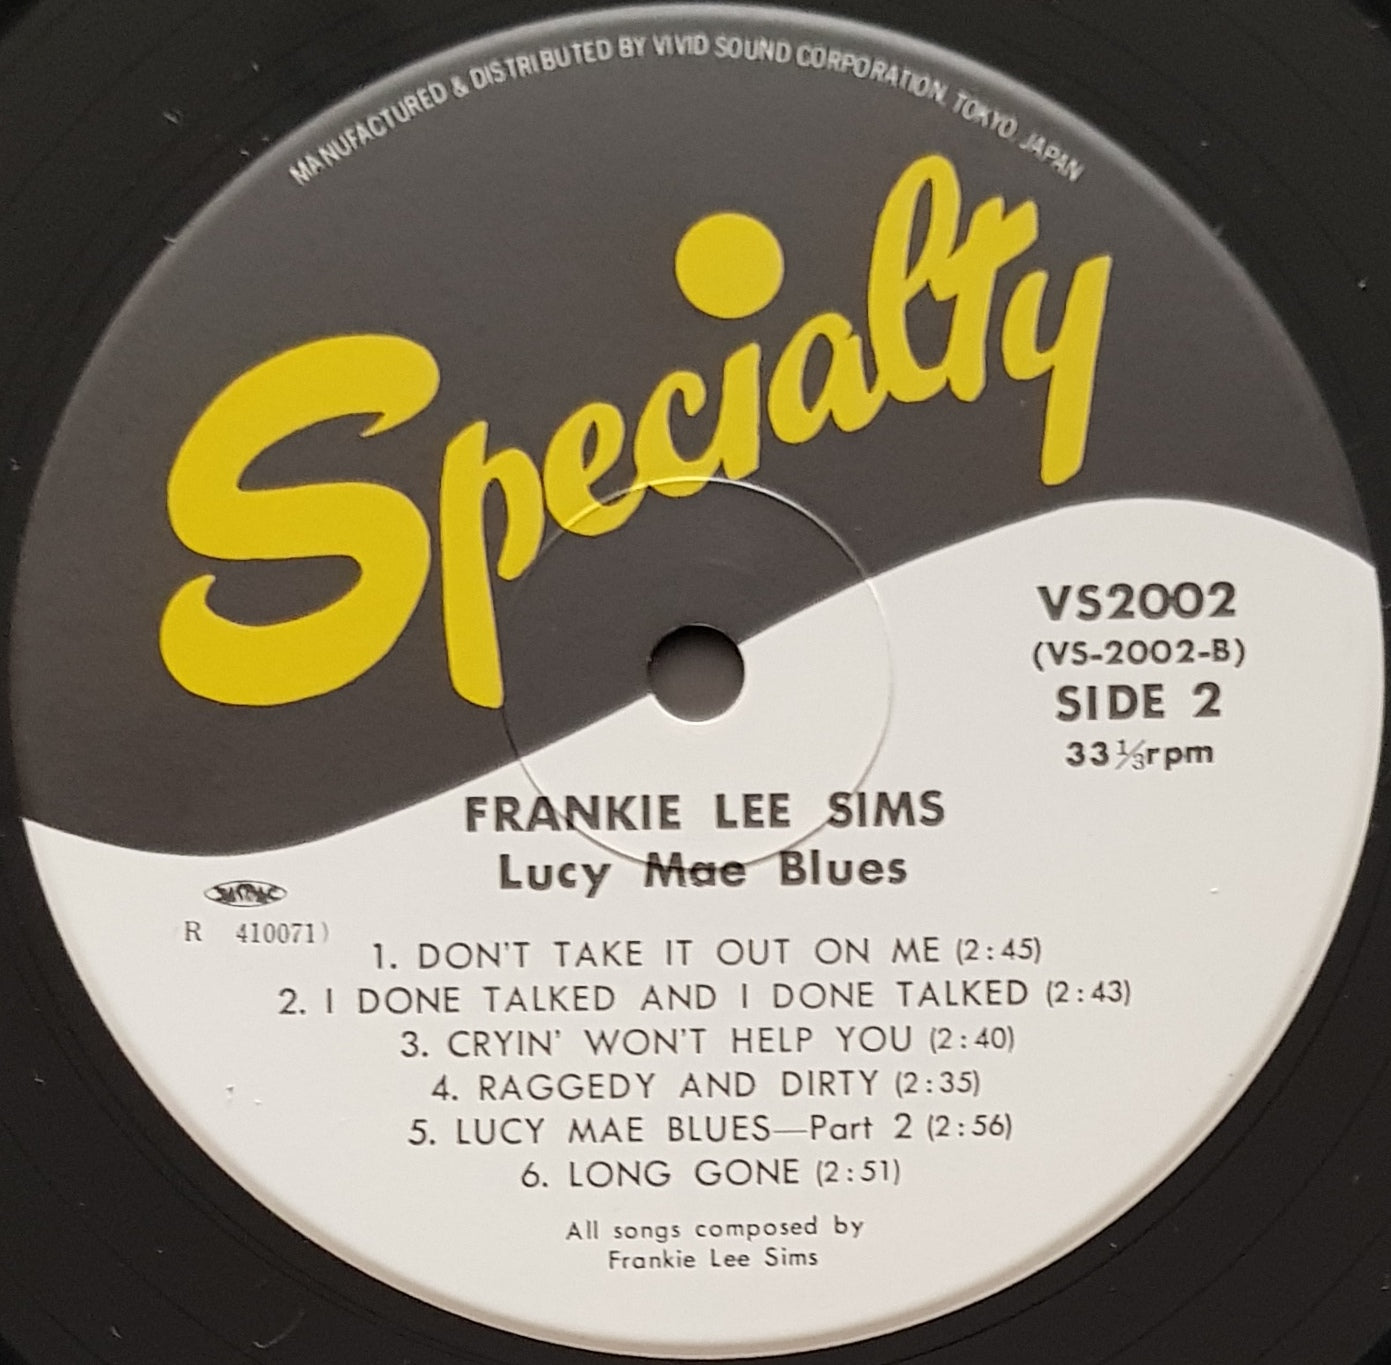 MANUFACTURED & DISTRIBUTED BY VIVID SOUND CORPORATION, TOKYO, JAPAN
Specialty
VS2002
(VS-2002-B)
SIDE 2
33⅓rpm
FRANKIE LEE SIMS
Lucy Mae Blues
R 410071)
1. DON'T TAKE IT OUT ON ME (2:45)
2. I DONE TALKED AND I DONE TALKED (2:43)
3. CRYIN' WON'T HELP YOU (2:40)
4. RAGGEDY AND DIRTY (2:35)
5. LUCY MAE BLUES—Part 2 (2:56)
6. LONG GONE (2:51)
All songs composed by
Frankie Lee Sims